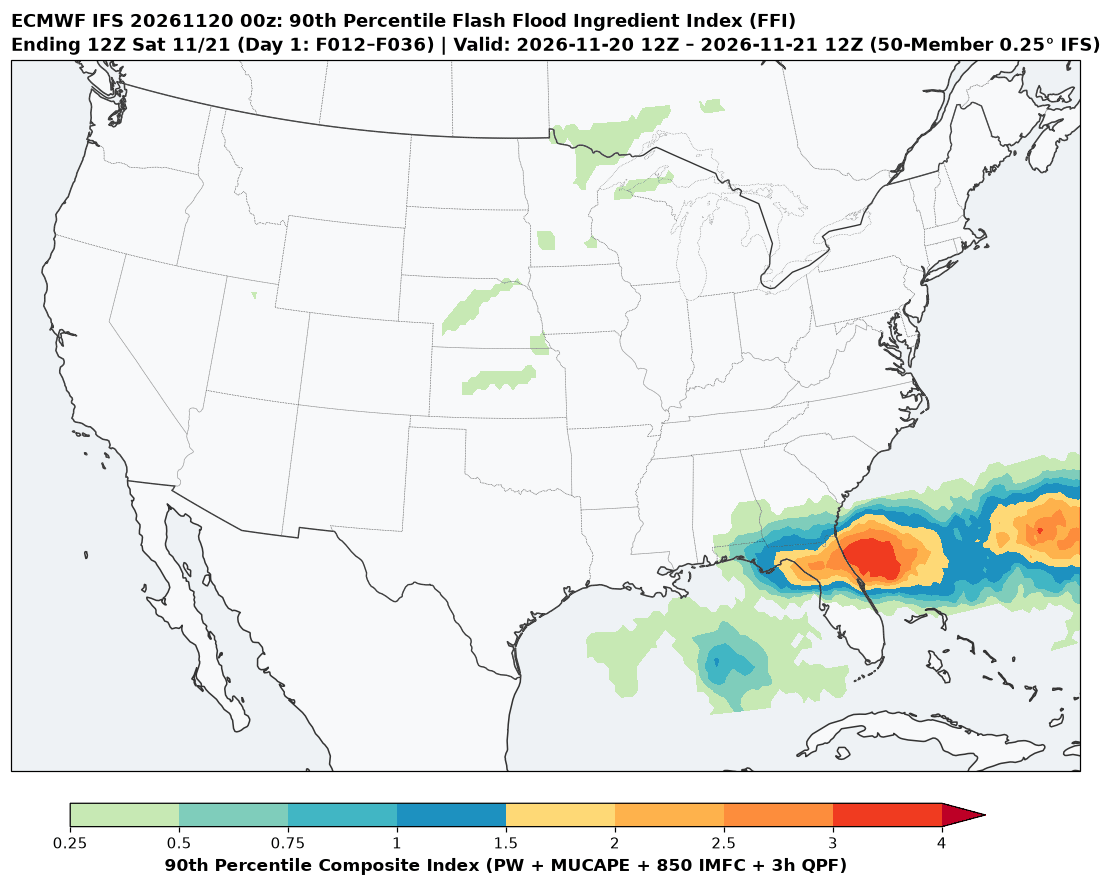 ECMWF IFS 20261120 00z: 90th Percentile Flash Flood Ingredient Index (FFI)
Ending 12Z Sat 11/21 (Day 1: F012–F036) | Valid: 2026-11-20 12Z – 2026-11-21 12Z (50-Member 0.25° IFS)
0.25 0.5 0.75 1 1.5 2 2.5 3 4
90th Percentile Composite Index (PW + MUCAPE + 850 IMFC + 3h QPF)